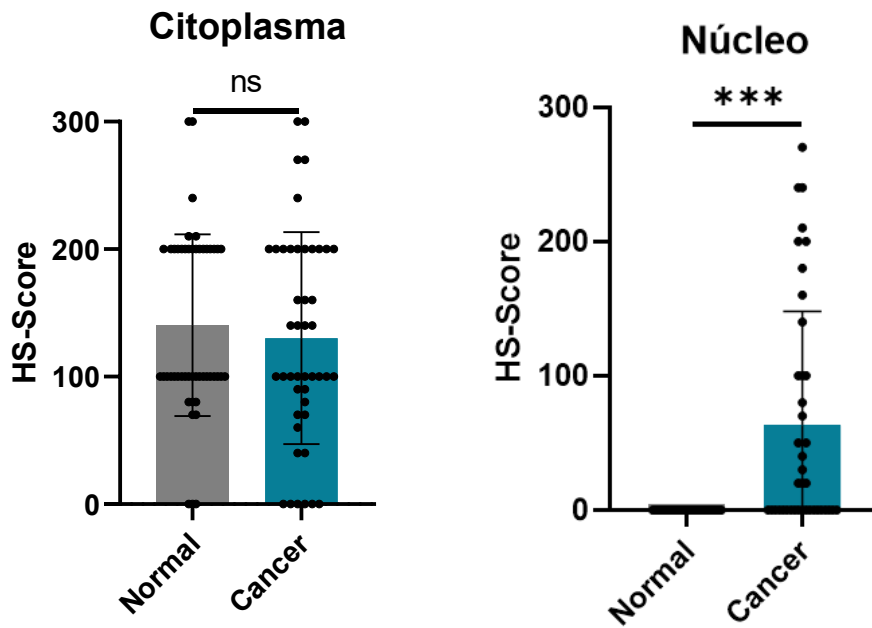 Citoplasma
ns
HS-Score
300
200
100
0
Normal
Cancer
Núcleo
***
HS-Score
300
200
100
0
Normal
Cancer